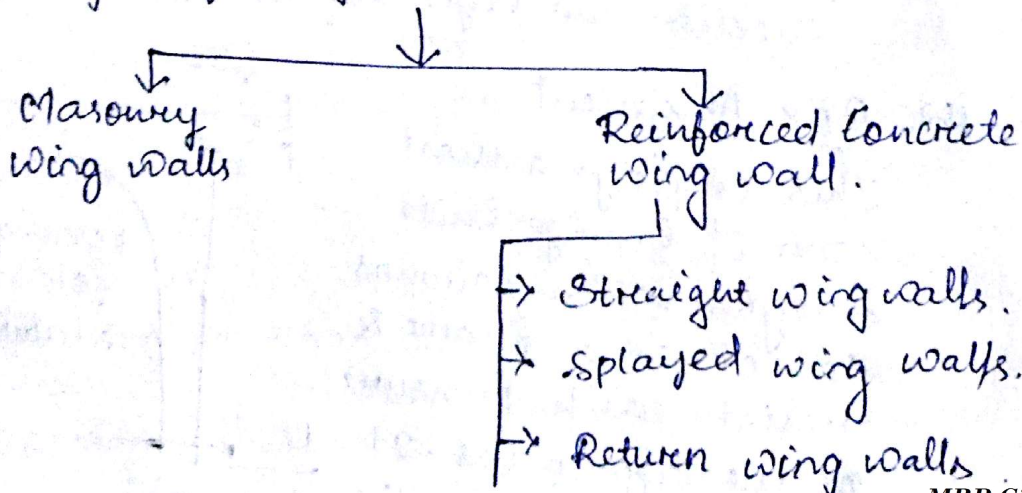 Masonry
wing walls
Reinforced Concrete
wing wall.
→ Straight wing walls.
→ Splayed wing walls.
→ Return wing walls